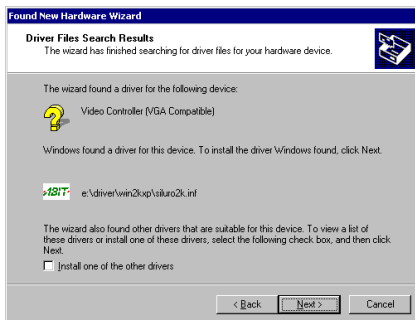 Found New Hardware Wizard
Driver Files Search Results
The wizard has finished searching for driver files for your hardware device.
The wizard found a driver for the following device:
Video Controller (VGA Compatible)
Windows found a driver for this device. To install the driver Windows found, click Next.
e:\driver\win2kxp\siluro2k.inf
The wizard also found other drivers that are suitable for this device. To view a list of
these drivers or install one of these drivers, select the following check box, and then click
Next.
Install one of the other drivers
< Back
Next >
Cancel